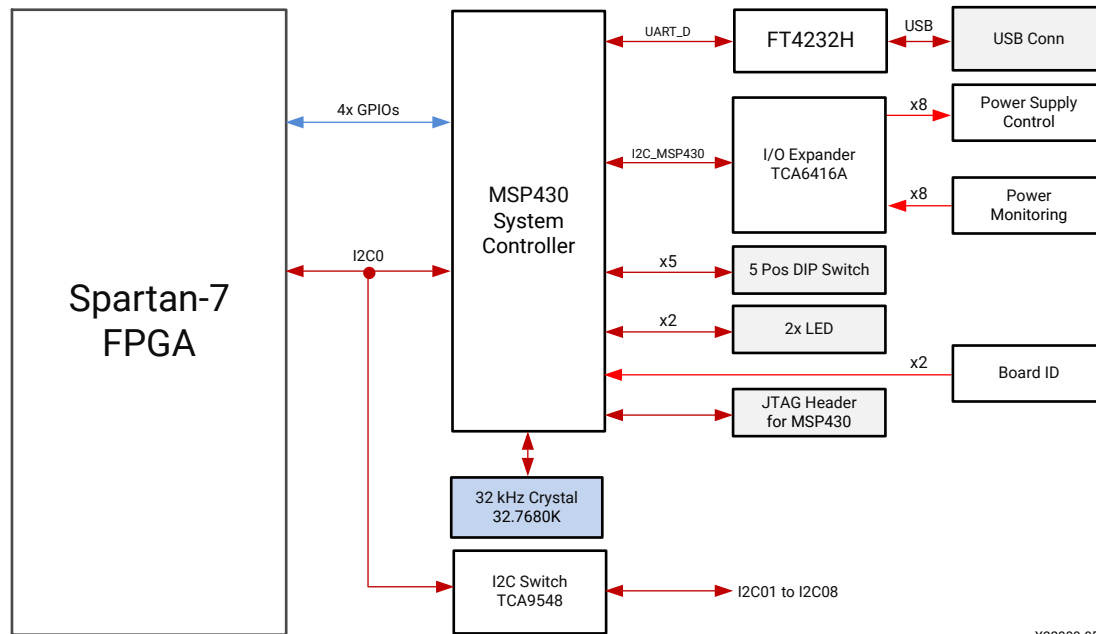 UART_D
FT4232H
USB
USB Conn
4x GPIOs
x8
Power Supply
Control
I2C_MSP430
I/O Expander
TCA6416A
MSP430
System
Controller
x8
Power
Monitoring
I2C0
x5
5 Pos DIP Switch
Spartan-7
FPGA
x2
2x LED
x2
Board ID
JTAG Header
for MSP430
32 kHz Crystal
32.7680K
I2C Switch
TCA9548
I2C01 to I2C08